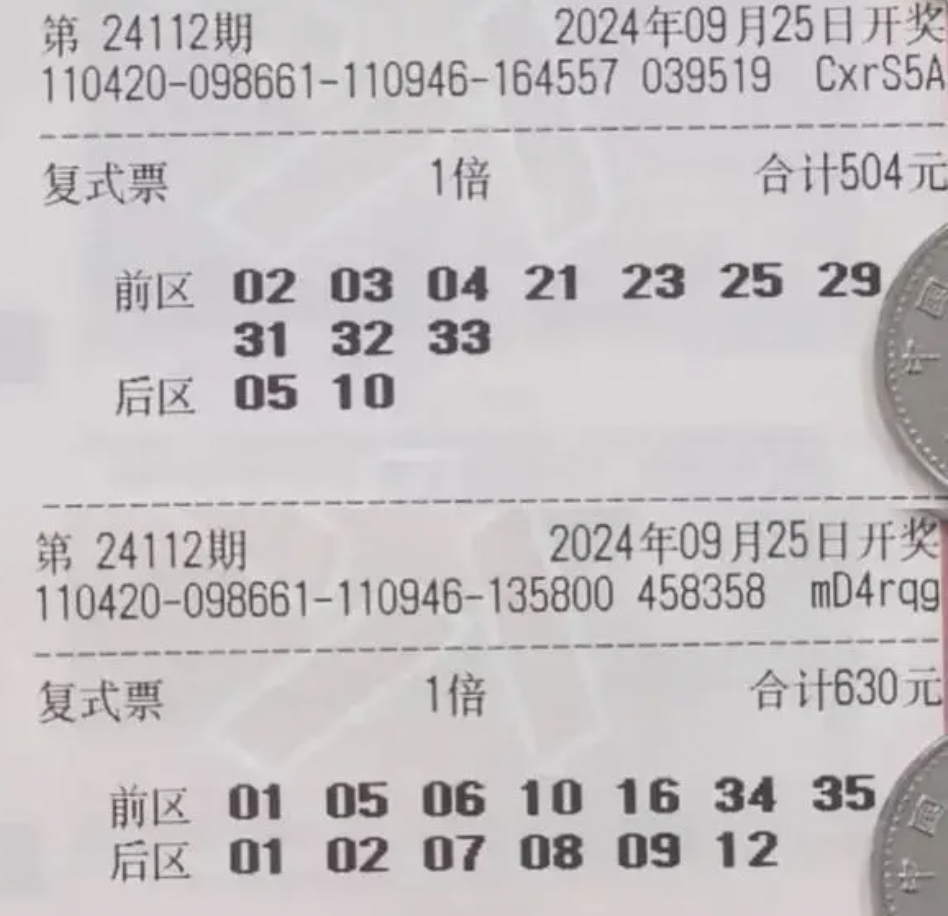 第 24112期 2024年09月25日开奖
110420-098661-110946-164557 039519 CxrS5A
复式票 1倍 合计504元
前区 02 03 04 21 23 25 29
31 32 33
后区 05 10
第 24112期 2024年09月25日开奖
110420-098661-110946-135800 458358 mD4rqg
复式票 1倍 合计630元
前区 01 05 06 10 16 34 35
后区 01 02 07 08 09 12